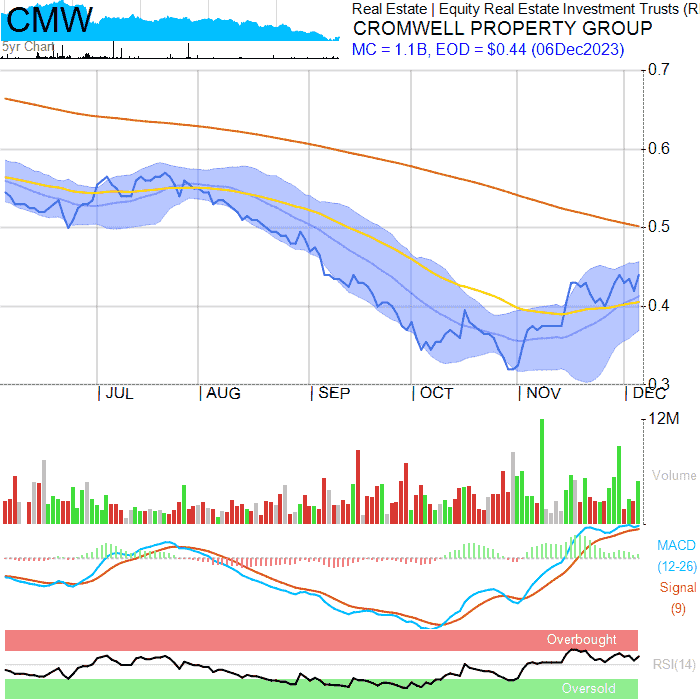 CMW
Real Estate | Equity Real Estate Investment Trusts (R
CROMWELL PROPERTY GROUP
5yr Chart
MC = 1.1B, EOD = $0.44 (06Dec2023)
0.7
0.6
0.5
0.4
0.3
| JUL | AUG | SEP | OCT | NOV | DEC
12M
Volume
MACD
(12-26)
Signal
(9)
Overbought
RSI(14)
Oversold